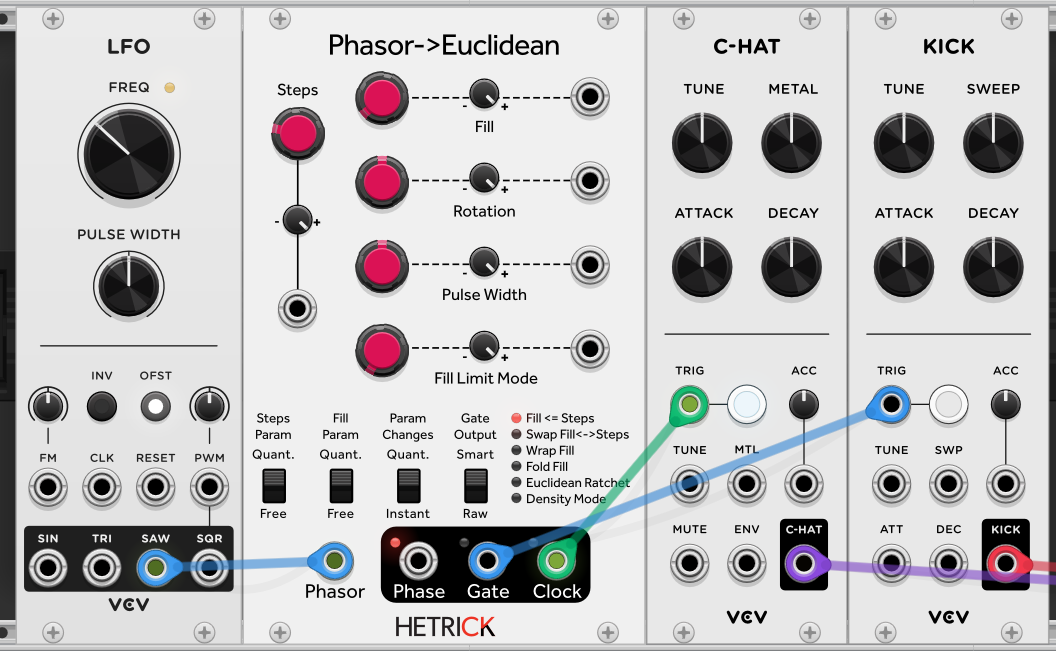 LFO
FREQ
PULSE WIDTH
INV OFST
FM CLK RESET PWM
SIN TRI SAW SQR
VCV
Phasor->Euclidean
Steps
- +
- +
Fill
- +
Rotation
- +
Pulse Width
- +
Fill Limit Mode
Steps
Param
Quant.
Free
Fill
Param
Quant.
Free
Param
Changes
Quant.
Instant
Gate
Output
Smart
Raw
Fill <= Steps
Swap Fill<->Steps
Wrap Fill
Fold Fill
Euclidean Ratchet
Density Mode
Phasor
Phase Gate Clock
HETRICK
C-HAT
TUNE METAL
ATTACK DECAY
TRIG ACC
TUNE MTL
MUTE ENV C-HAT
VCV
KICK
TUNE SWEEP
ATTACK DECAY
TRIG ACC
TUNE SWP
ATT DEC KICK
VCV